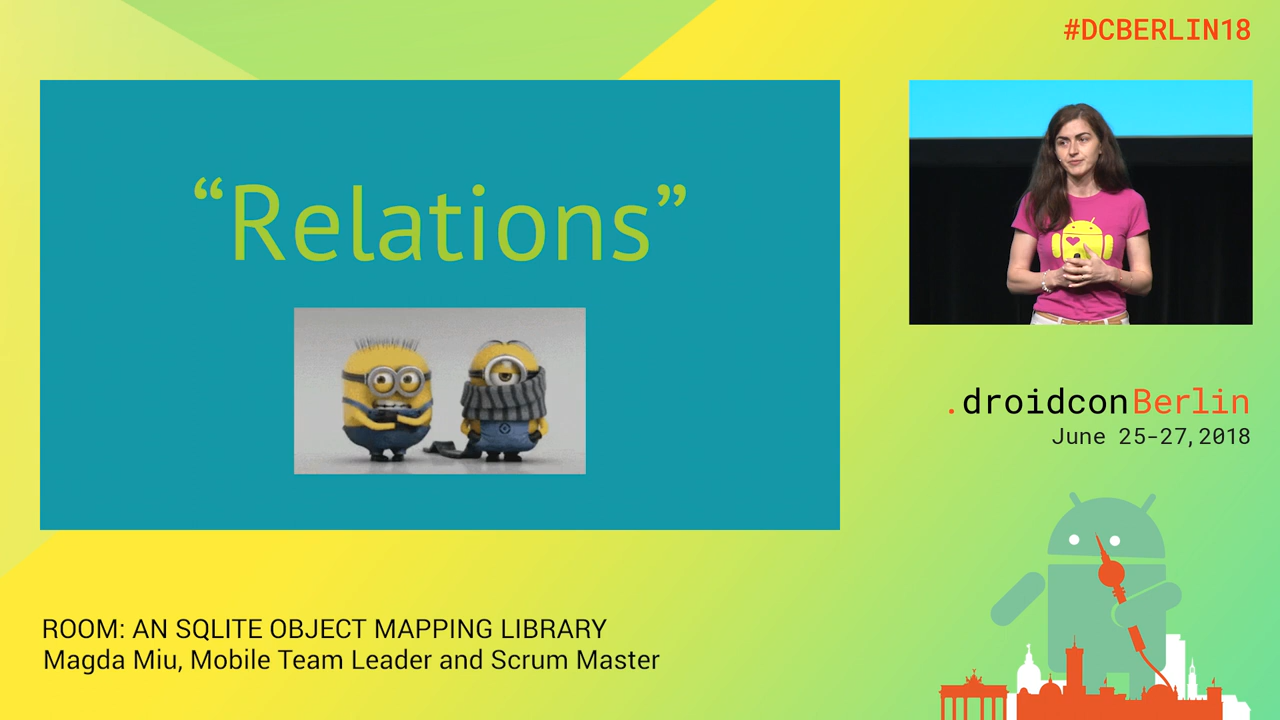 #DCBERLIN18
“Relations”
.droidconBerlin
June 25-27, 2018
ROOM: AN SQLITE OBJECT MAPPING LIBRARY
Magda Miu, Mobile Team Leader and Scrum Master